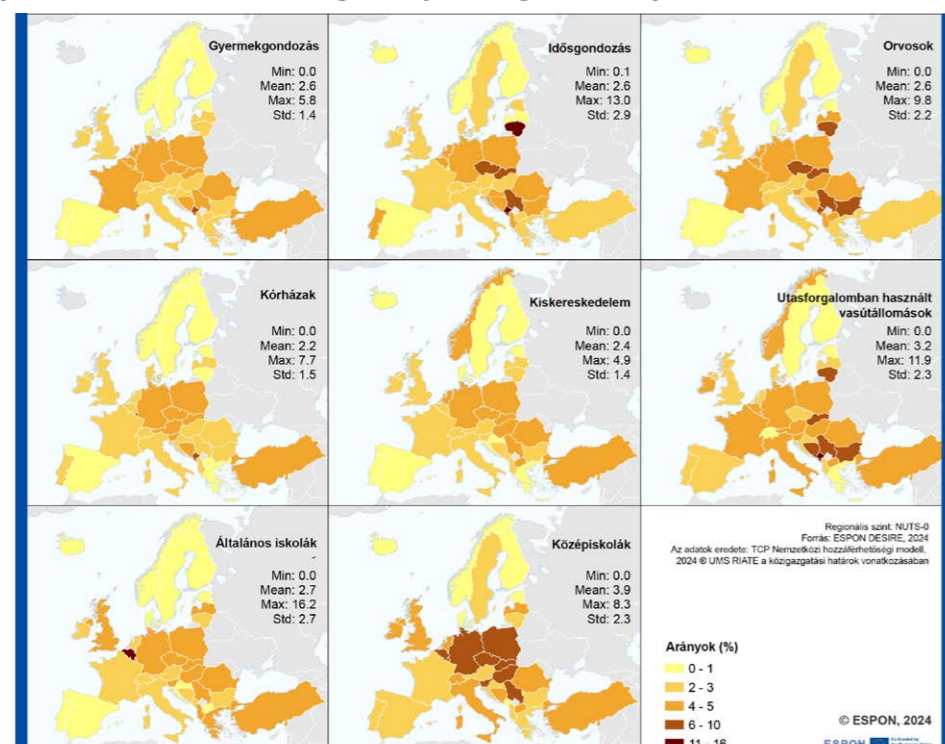 Gyermekgondozás
Min: 0.0
Mean: 2.6
Max: 5.8
Std: 1.4
Idősgondozás
Min: 0.1
Mean: 2.6
Max: 13.0
Std: 2.9
Orvosok
Min: 0.0
Mean: 2.6
Max: 9.8
Std: 2.2
Kórházak
Min: 0.0
Mean: 2.2
Max: 7.7
Std: 1.5
Kiskereskedelem
Min: 0.0
Mean: 2.4
Max: 4.9
Std: 1.4
Utasforgalomban használt
vasútállomások
Min: 0.0
Mean: 3.2
Max: 11.9
Std: 2.3
Általános iskolák
Min: 0.0
Mean: 2.7
Max: 16.2
Std: 2.7
Középiskolák
Min: 0.0
Mean: 3.9
Max: 8.3
Std: 2.3
Regionális szint: NUTS-0
Forrás: ESPON DESIRE, 2024
Az adatok eredete: TCP Nemzetközi hozzáférhetőségi modell,
2024 © UMS RIATE a közigazgatási határok vonatkozásában
Arányok (%)
0 - 1
2 - 3
4 - 5
6 - 10
11 - 16
© ESPON, 2024
ESPON